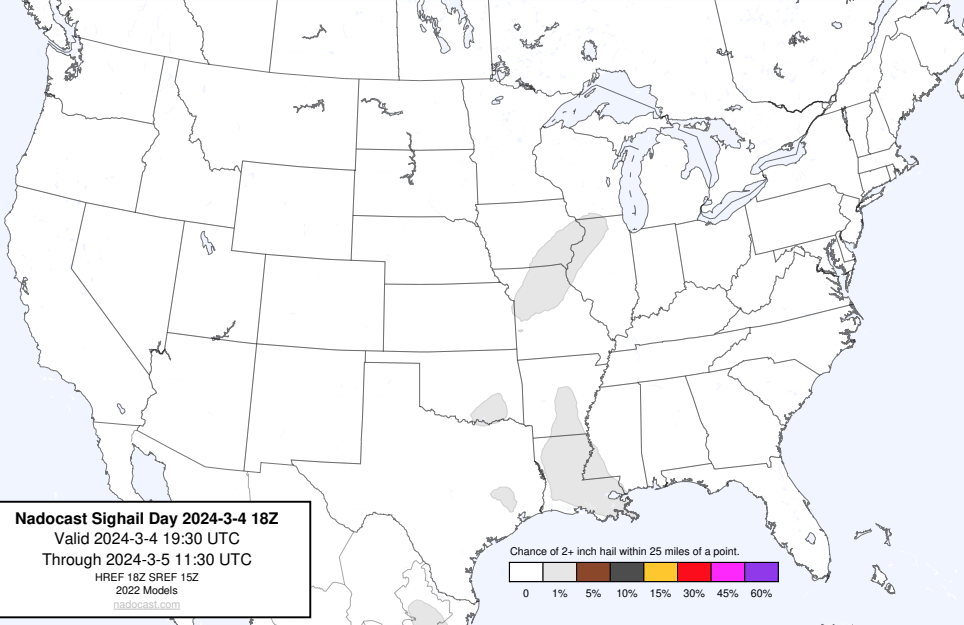 Nadocast Sighail Day 2024-3-4 18Z
Valid 2024-3-4 19:30 UTC
Through 2024-3-5 11:30 UTC
HREF 18Z SREF 15Z
2022 Models
nadocast.com
Chance of 2+ inch hail within 25 miles of a point.
0 1% 5% 10% 15% 30% 45% 60%